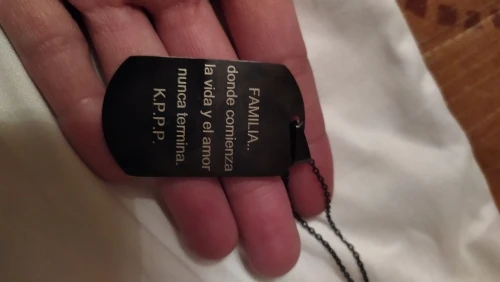 FAMILIA..
donde comienza
la vida y el amor
nunca termina.
K.P.P.P.